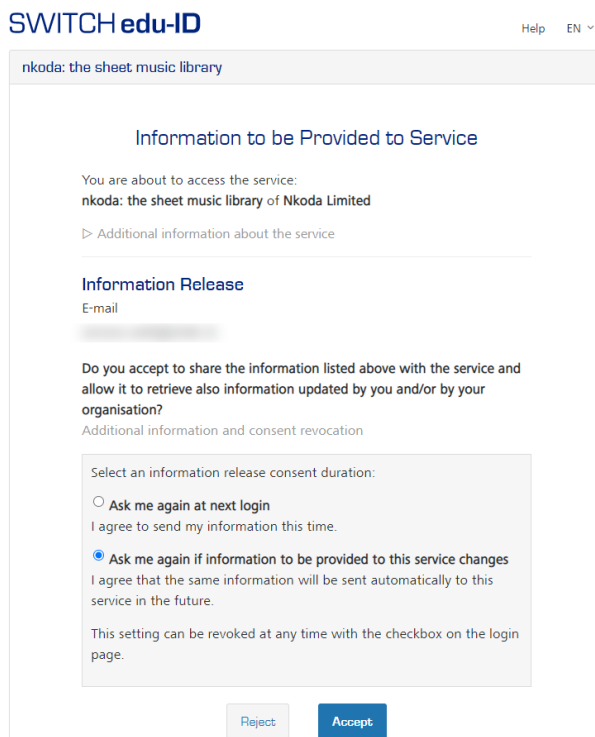 SWITCH edu-ID
Help EN
nkoda: the sheet music library
Information to be Provided to Service
You are about to access the service:
nkoda: the sheet music library of Nkoda Limited
Additional information about the service
Information Release
E-mail
Do you accept to share the information listed above with the service and
allow it to retrieve also information updated by you and/or by your
organisation?
Additional information and consent revocation
Select an information release consent duration:
Ask me again at next login
I agree to send my information this time.
Ask me again if information to be provided to this service changes
I agree that the same information will be sent automatically to this
service in the future.
This setting can be revoked at any time with the checkbox on the login
page.
Reject Accept